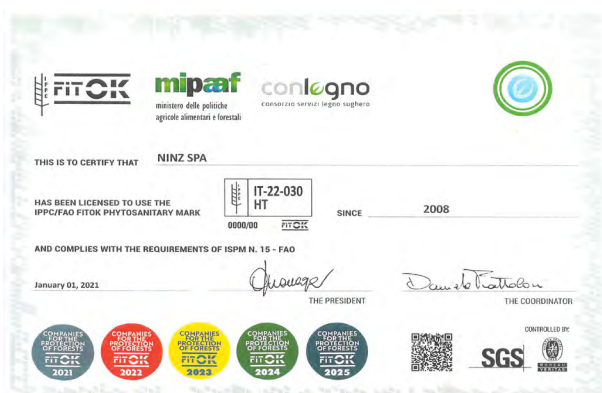 IPPC
FITOK
mipaaf
ministero delle politiche
agricole alimentari e forestali
conlegno
consorzio servizi legno sughero
THIS IS TO CERTIFY THAT NINZ SPA
HAS BEEN LICENSED TO USE THE
IPPC/FAO FITOK PHYTOSANITARY MARK
IPPC
IT-22-030
HT
0000/00 FITOK
SINCE 2008
AND COMPLIES WITH THE REQUIREMENTS OF ISPM N. 15 - FAO
January 01, 2021
THE PRESIDENT
THE COORDINATOR
COMPANIES FOR THE PROTECTION OF FORESTS FITOK 2021
COMPANIES FOR THE PROTECTION OF FORESTS FITOK 2022
COMPANIES FOR THE PROTECTION OF FORESTS FITOK 2023
COMPANIES FOR THE PROTECTION OF FORESTS FITOK 2024
COMPANIES FOR THE PROTECTION OF FORESTS FITOK 2025
CONTROLLED BY:
SGS
BUREAU
VERITAS